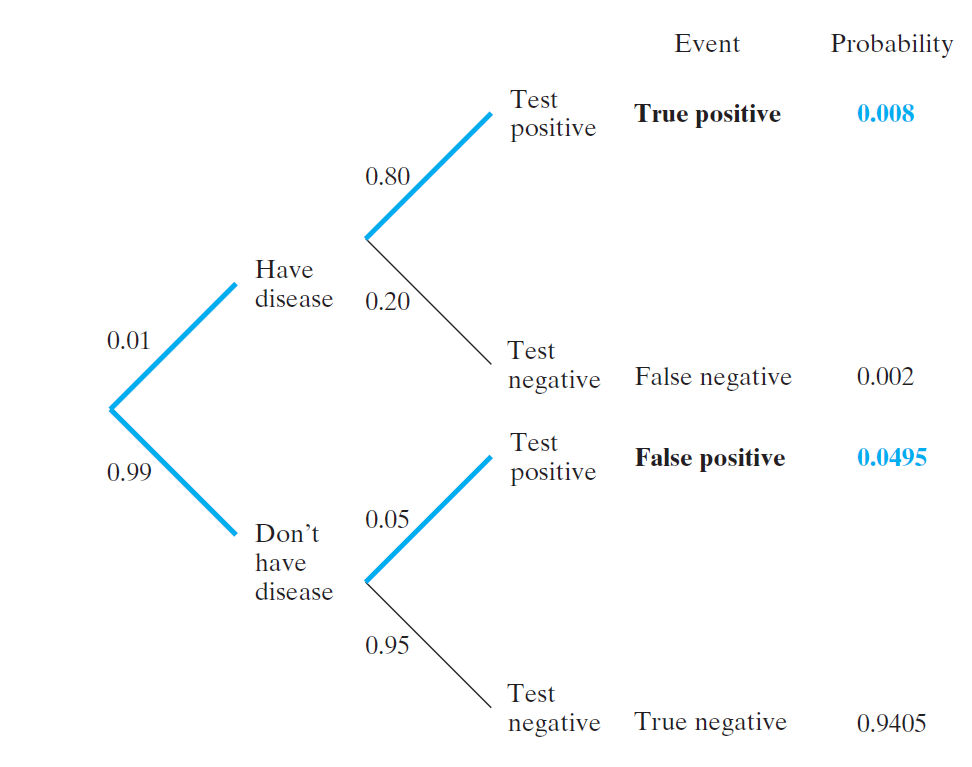 Event Probability
Test
positive True positive 0.008
0.80
Have
disease 0.20
0.01
Test
negative False negative 0.002
Test
positive False positive 0.0495
0.99
0.05
Don’t
have
disease
0.95
Test
negative True negative 0.9405